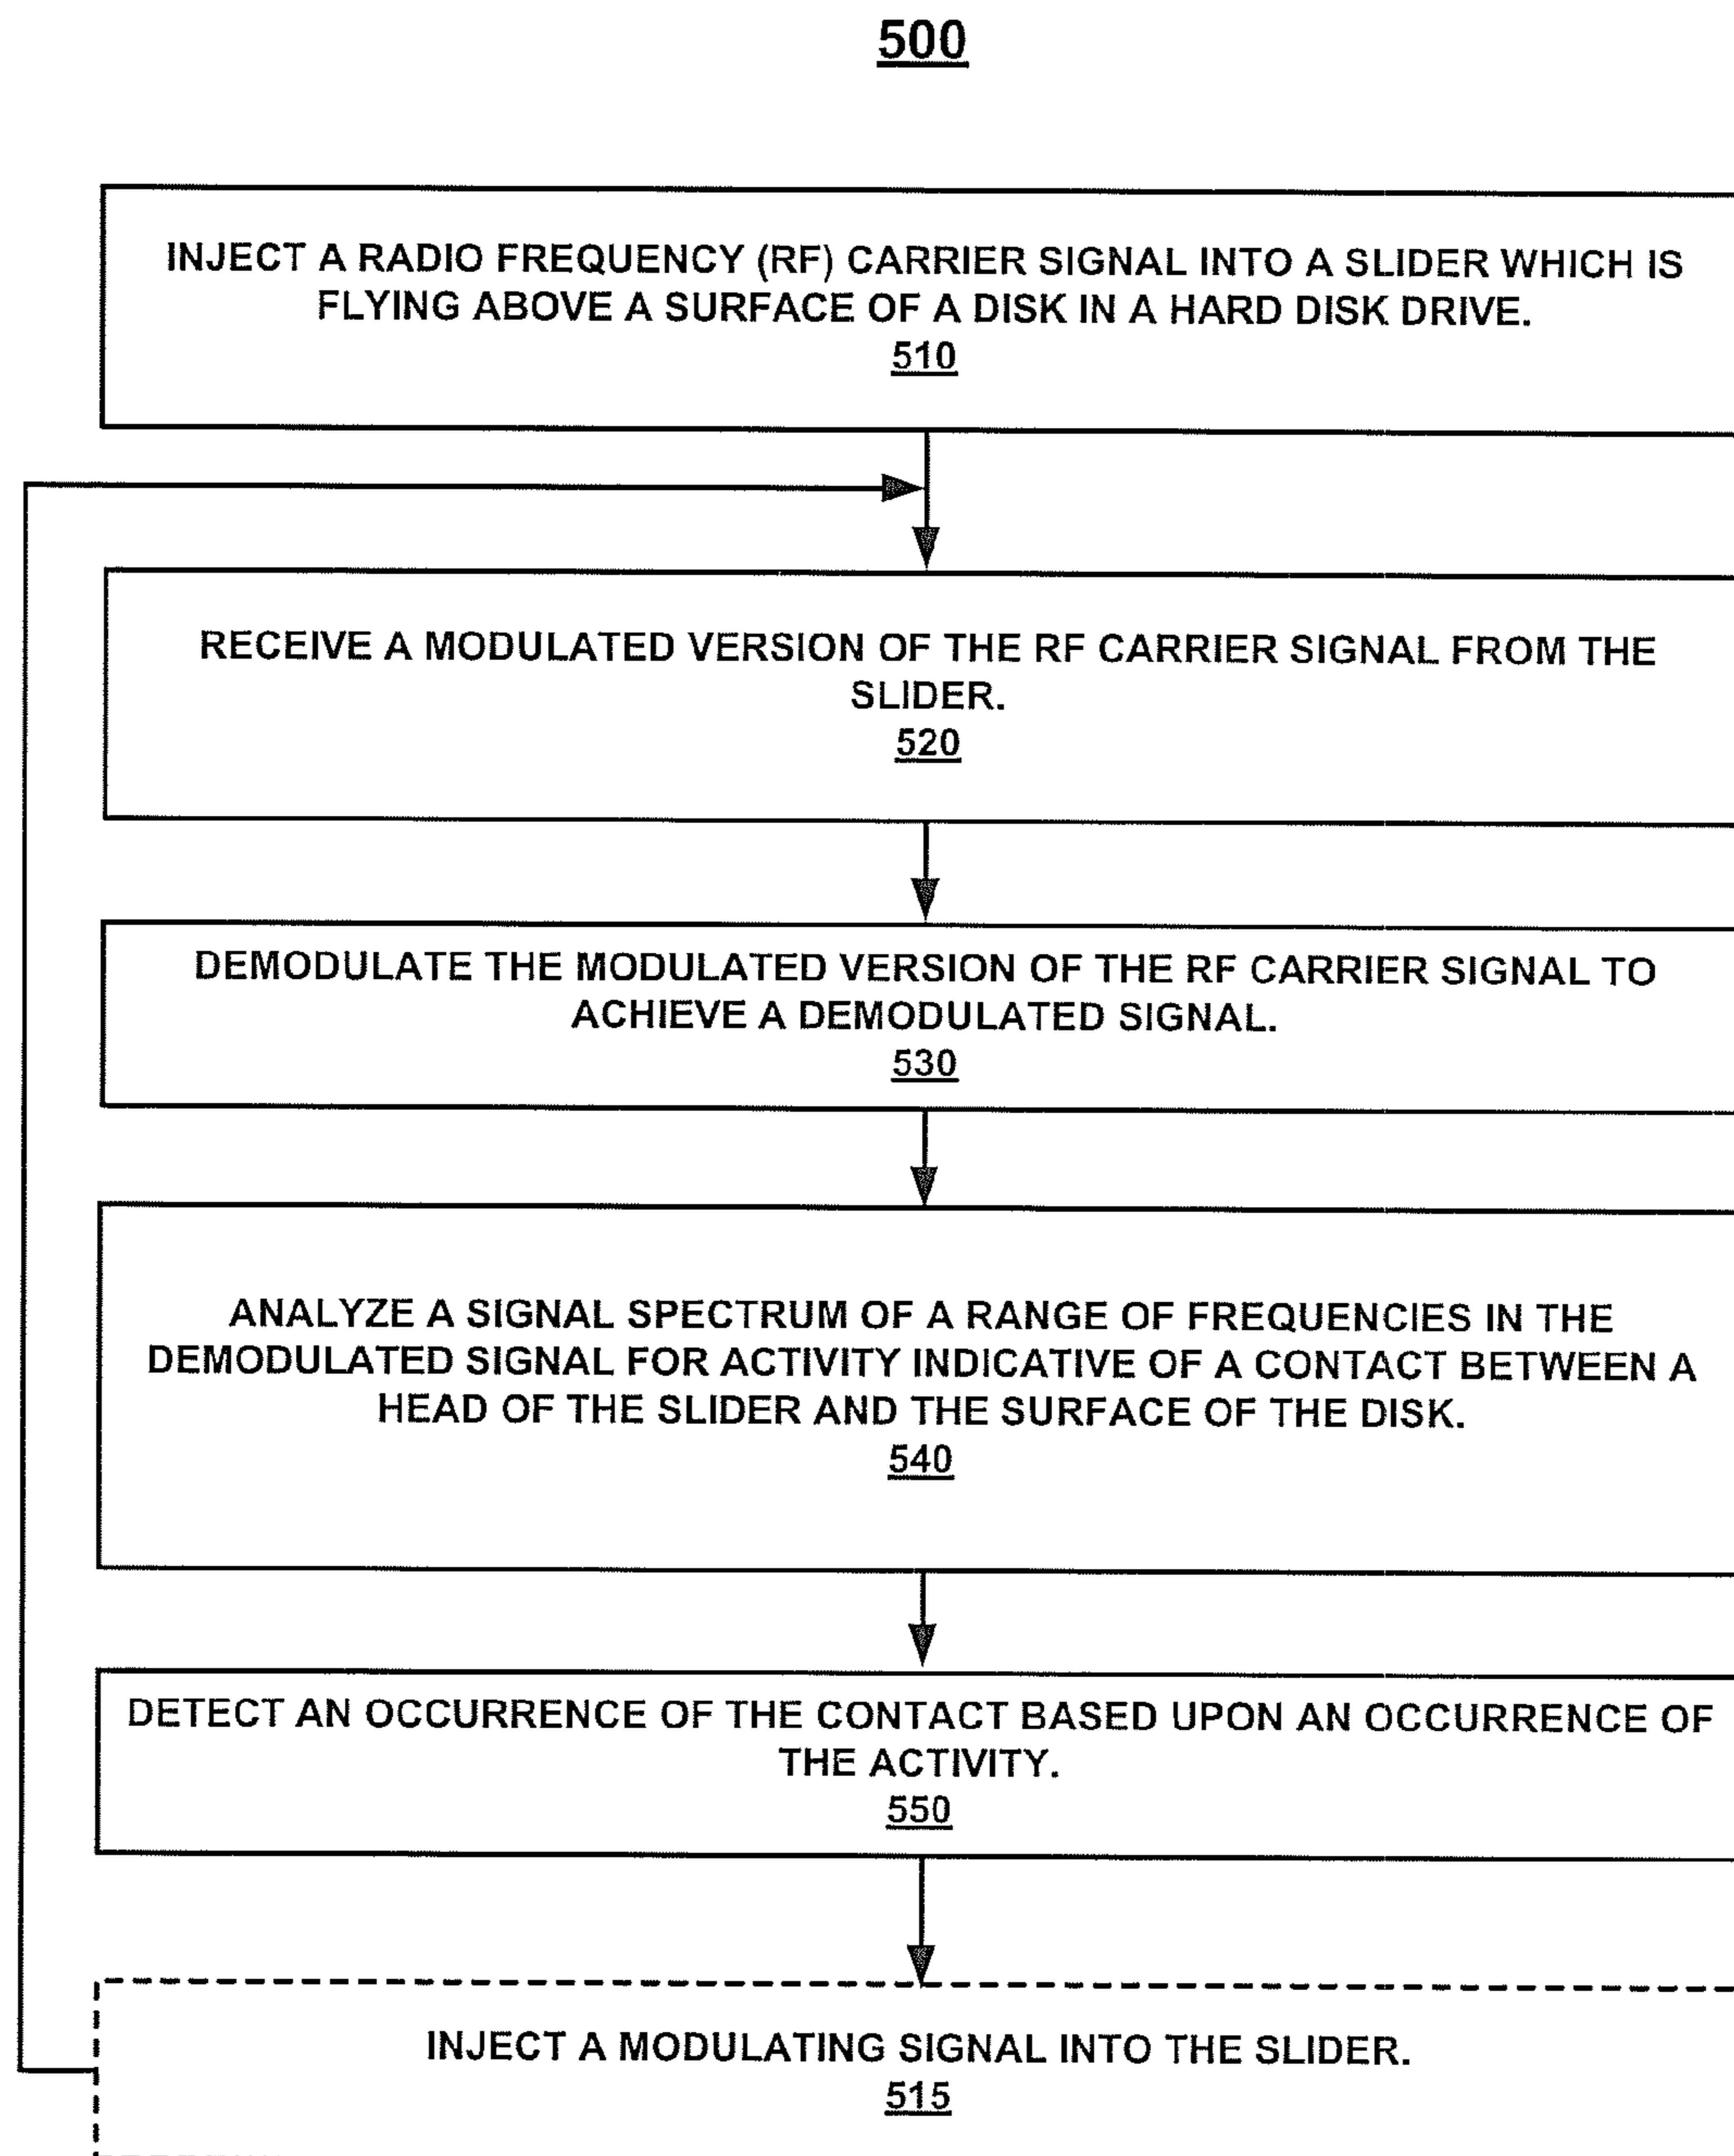 500
INJECT A RADIO FREQUENCY (RF) CARRIER SIGNAL INTO A SLIDER WHICH IS
FLYING ABOVE A SURFACE OF A DISK IN A HARD DISK DRIVE.
510
RECEIVE A MODULATED VERSION OF THE RF CARRIER SIGNAL FROM THE
SLIDER.
520
DEMODULATE THE MODULATED VERSION OF THE RF CARRIER SIGNAL TO
ACHIEVE A DEMODULATED SIGNAL.
530
ANALYZE A SIGNAL SPECTRUM OF A RANGE OF FREQUENCIES IN THE
DEMODULATED SIGNAL FOR ACTIVITY INDICATIVE OF A CONTACT BETWEEN A
HEAD OF THE SLIDER AND THE SURFACE OF THE DISK.
540
DETECT AN OCCURRENCE OF THE CONTACT BASED UPON AN OCCURRENCE OF
THE ACTIVITY.
550
INJECT A MODULATING SIGNAL INTO THE SLIDER.
515